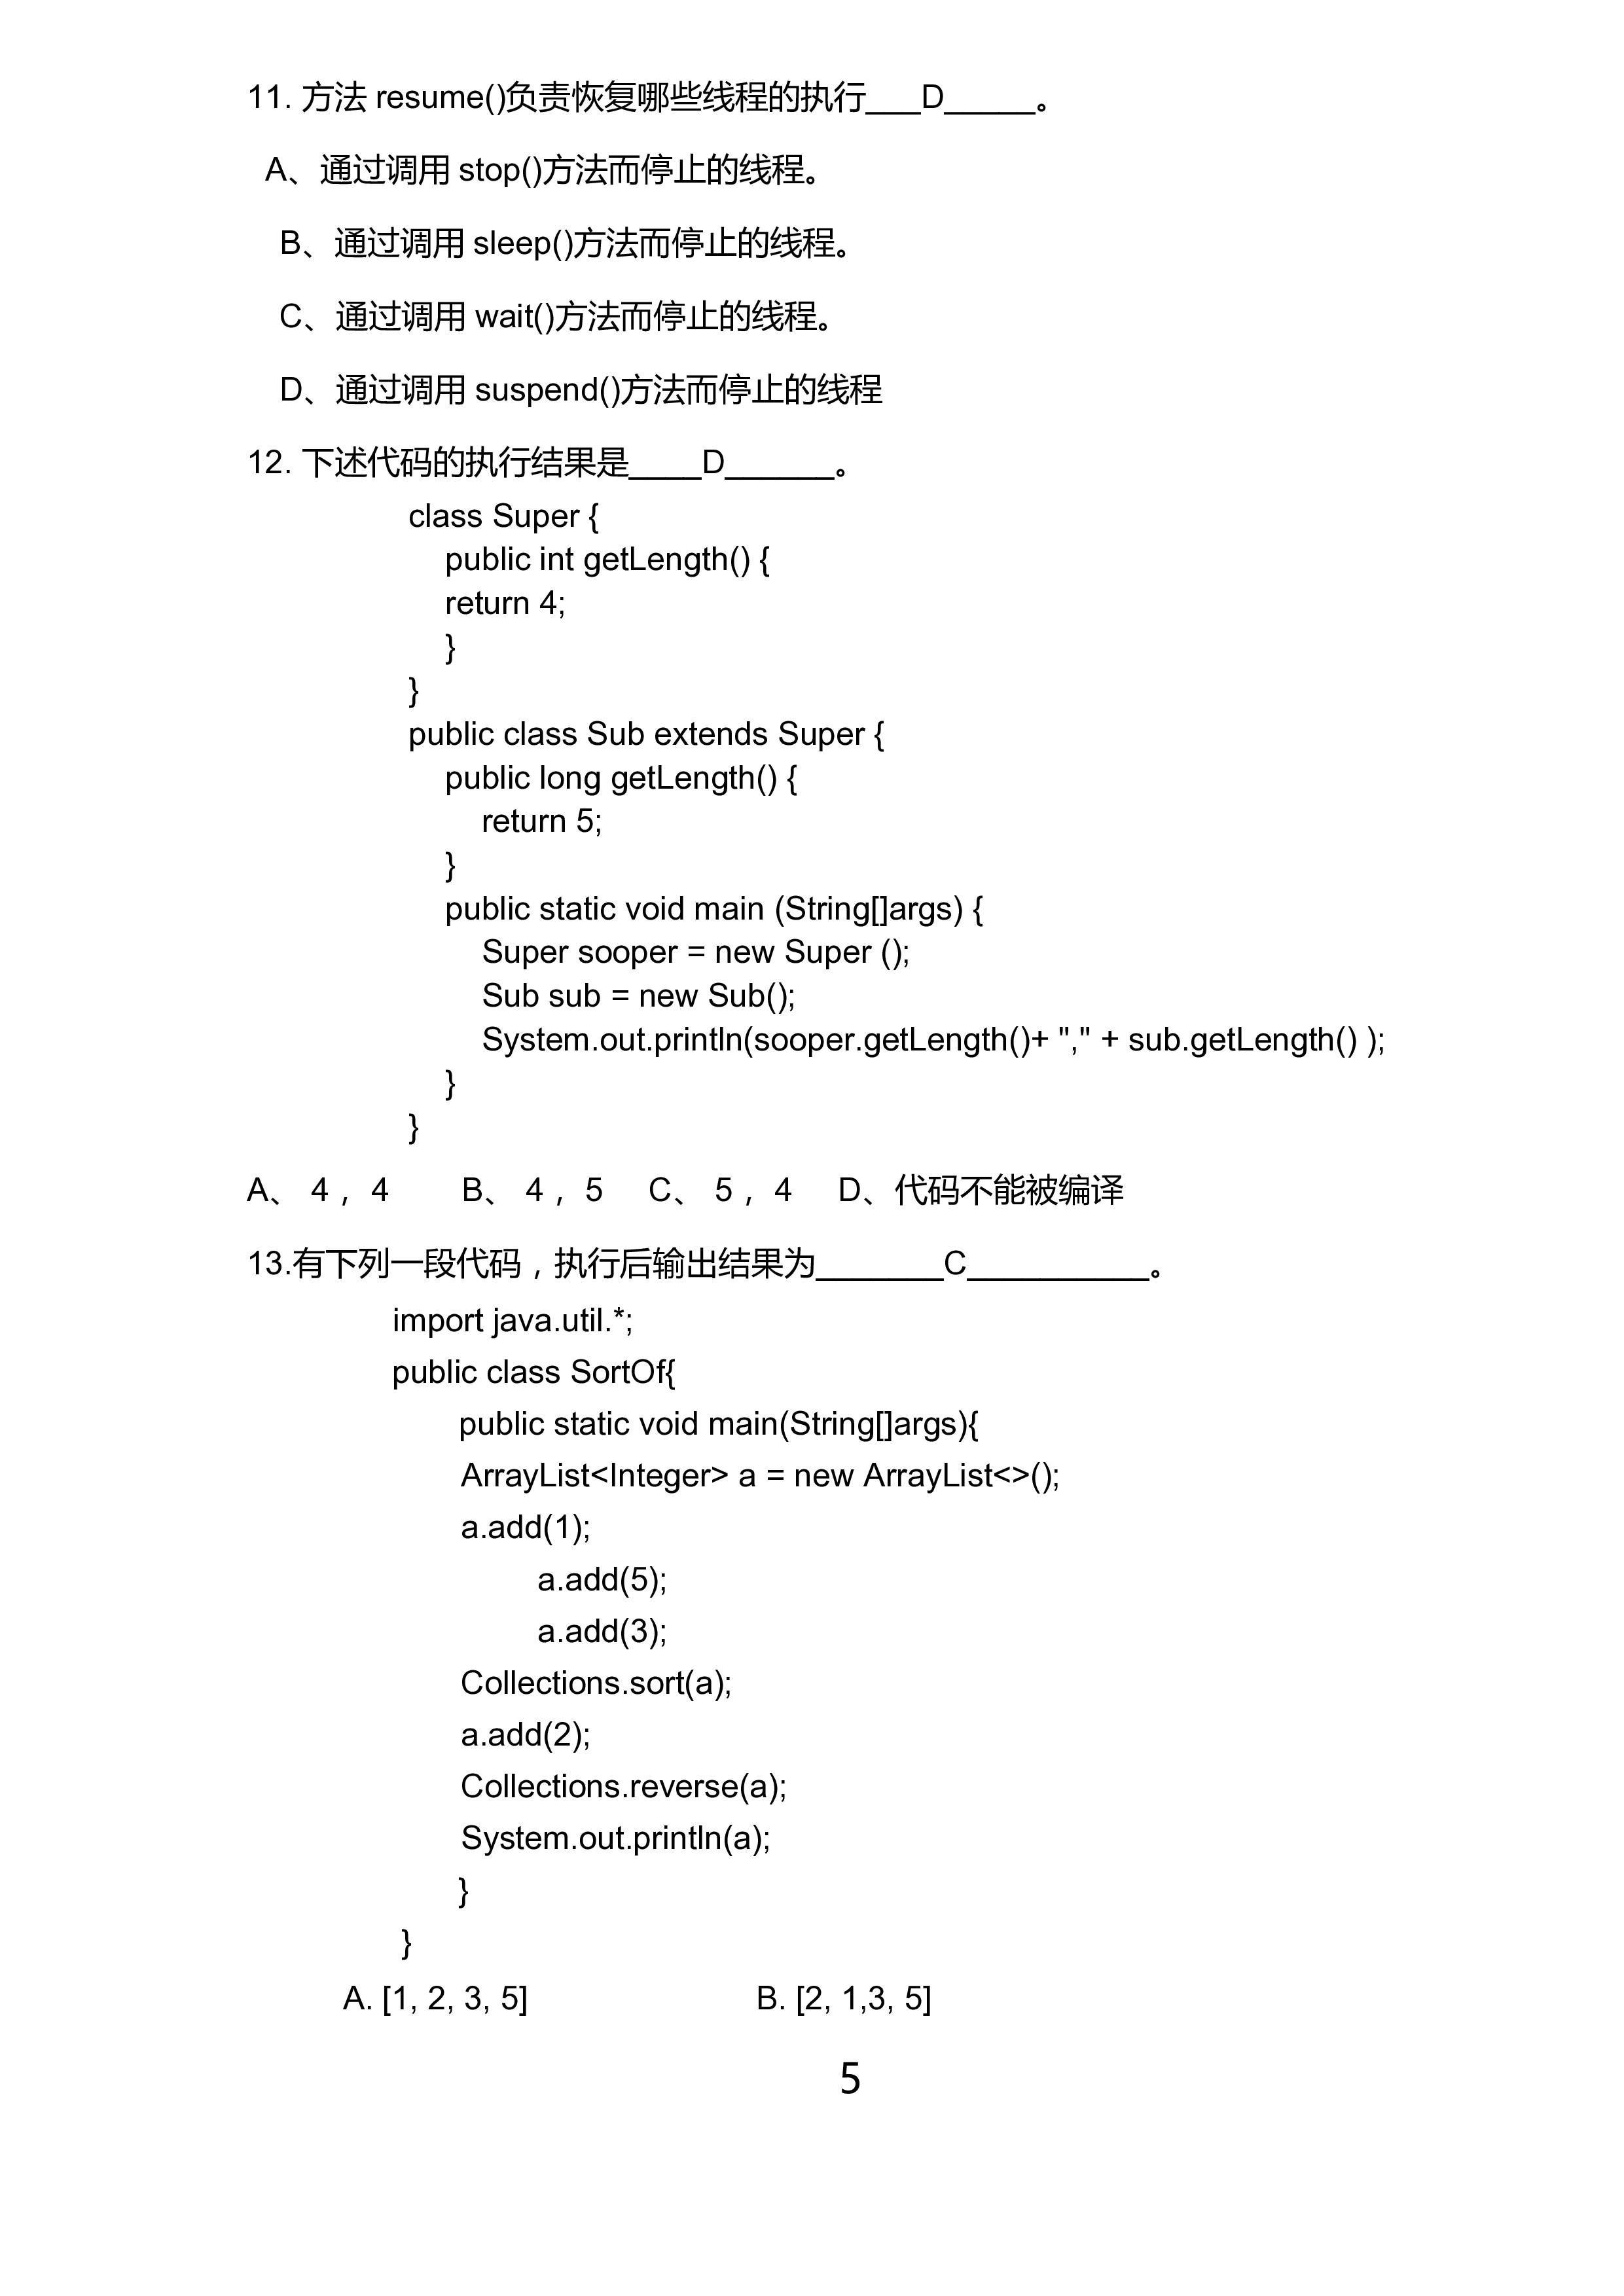 11. 方法 resume()负责恢复哪些线程的执行___D_____。
A、通过调用 stop()方法而停止的线程。
B、通过调用 sleep()方法而停止的线程。
C、通过调用 wait()方法而停止的线程。
D、通过调用 suspend()方法而停止的线程
12. 下述代码的执行结果是____D______。
class Super {
public int getLength() {
return 4;
}
}
public class Sub extends Super {
public long getLength() {
return 5;
}
public static void main (String[]args) {
Super sooper = new Super ();
Sub sub = new Sub();
System.out.println(sooper.getLength()+ "," + sub.getLength() );
}
}
A、 4， 4 B、 4， 5 C、 5， 4 D、代码不能被编译
13.有下列一段代码，执行后输出结果为_______C__________。
import java.util.*;
public class SortOf{
public static void main(String[]args){
ArrayList<Integer> a = new ArrayList<>();
a.add(1);
a.add(5);
a.add(3);
Collections.sort(a);
a.add(2);
Collections.reverse(a);
System.out.println(a);
}
}
A. [1, 2, 3, 5] B. [2, 1,3, 5]
5